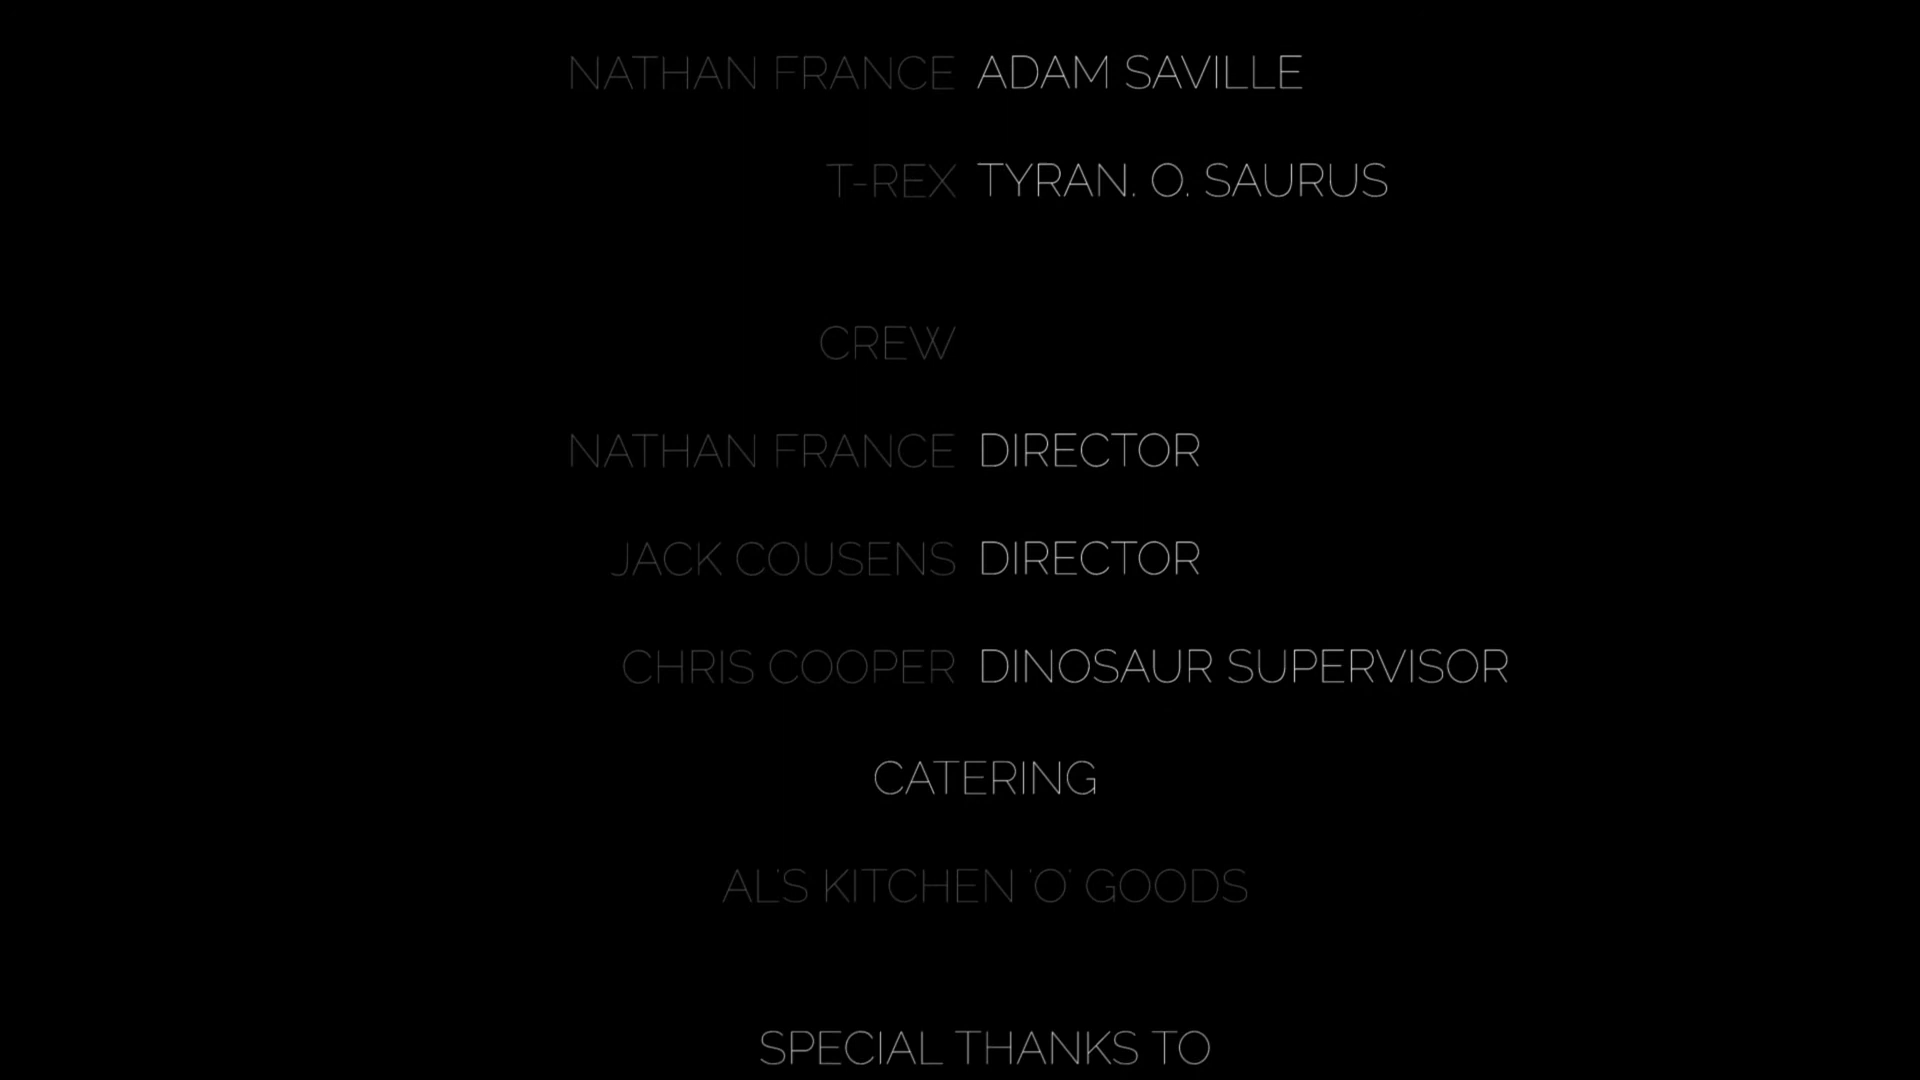 NATHAN FRANCE ADAM SAVILLE
T-REX TYRAN. O. SAURUS
CREW
NATHAN FRANCE DIRECTOR
JACK COUSENS DIRECTOR
CHRIS COOPER DINOSAUR SUPERVISOR
CATERING
AL'S KITCHEN 'O' GOODS
SPECIAL THANKS TO